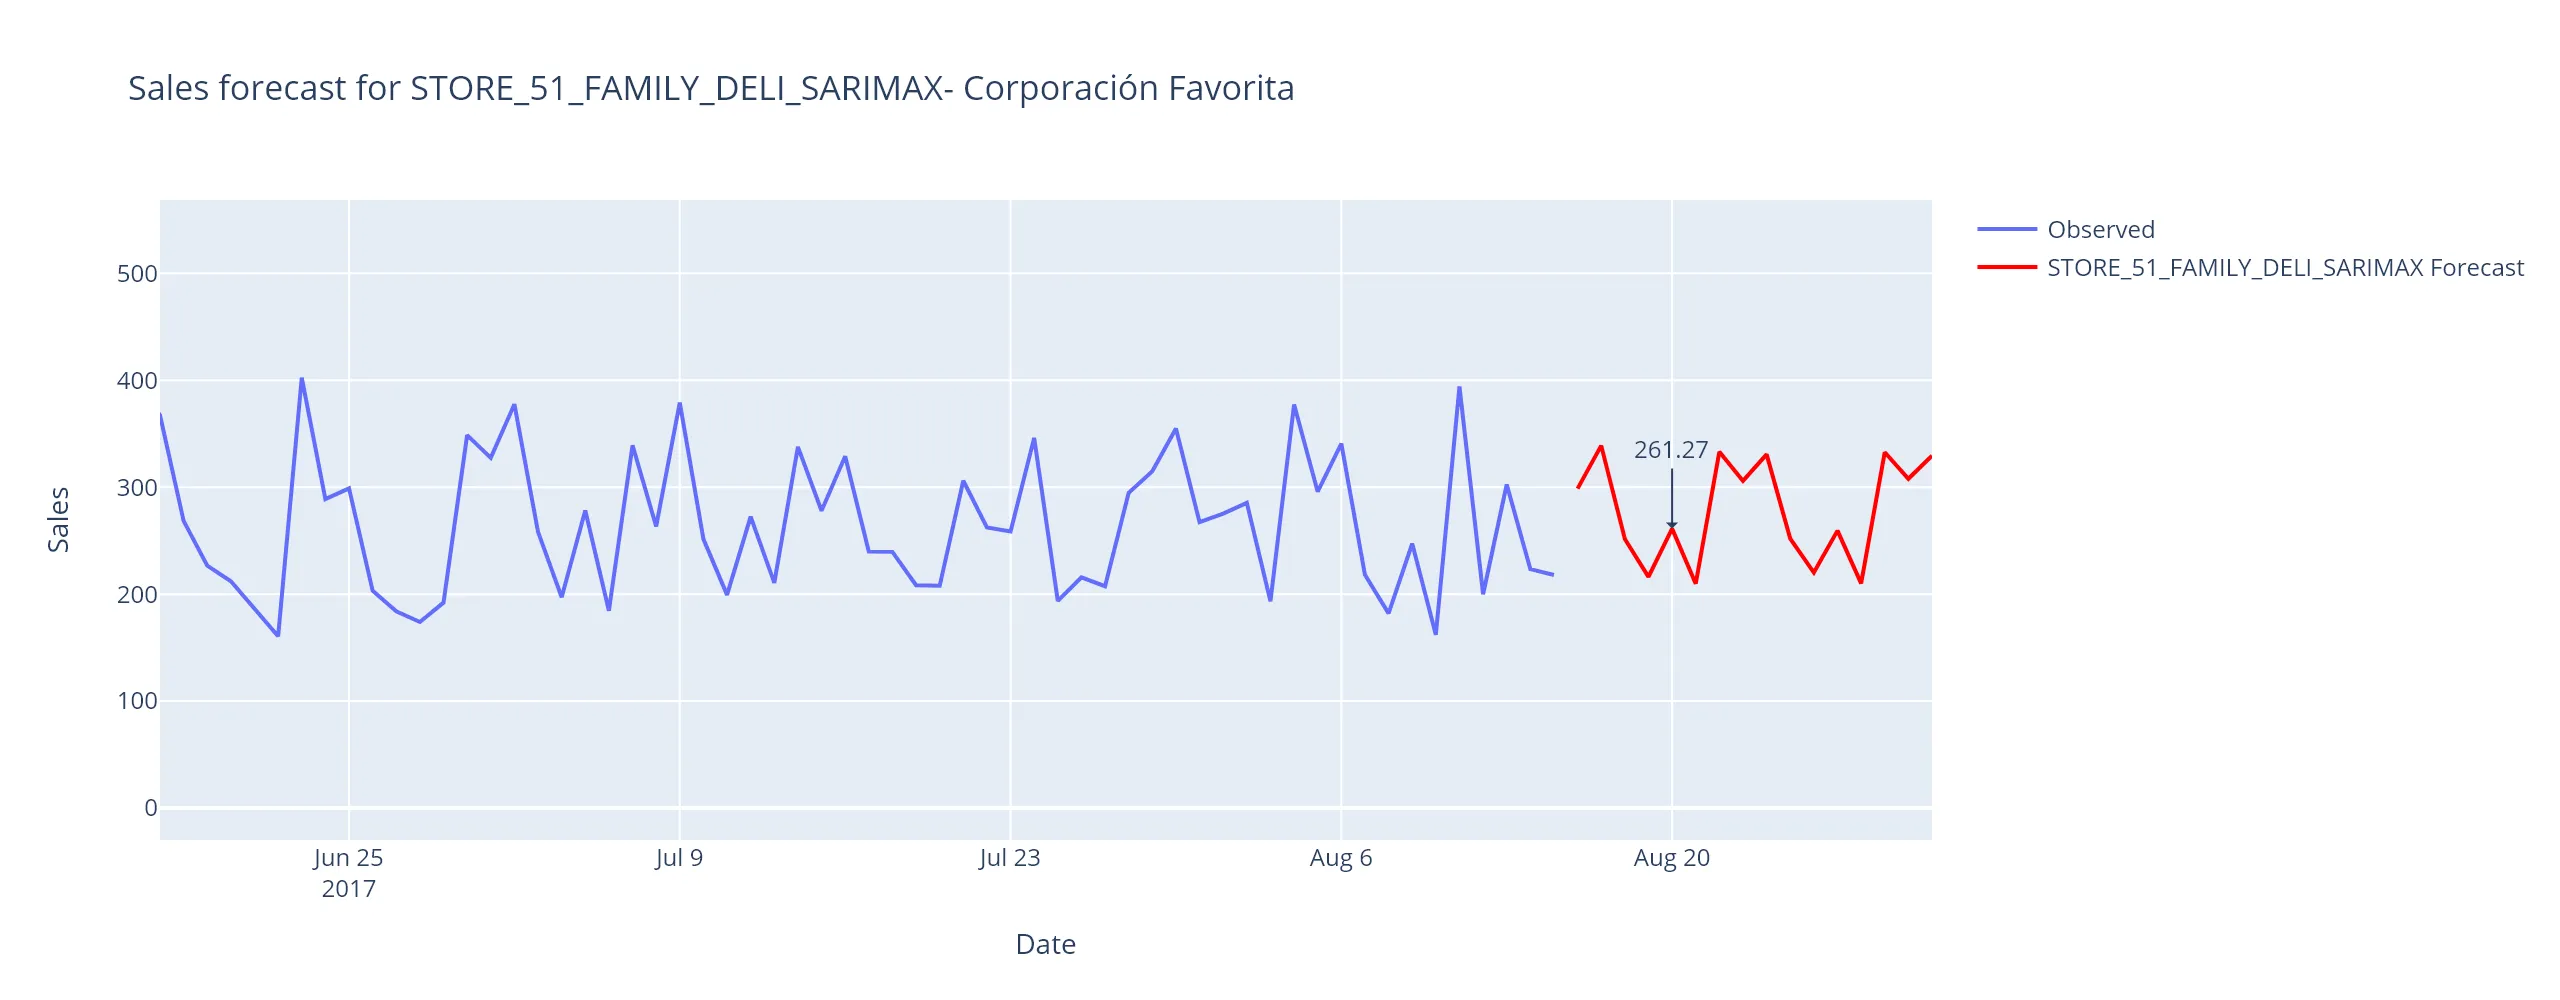 Sales forecast for STORE_51_FAMILY_DELI_SARIMAX- Corporación Favorita
Observed
STORE_51_FAMILY_DELI_SARIMAX Forecast
500
400
300
200
100
0
Sales
261.27
Jun 25
2017
Jul 9
Jul 23
Aug 6
Aug 20
Date